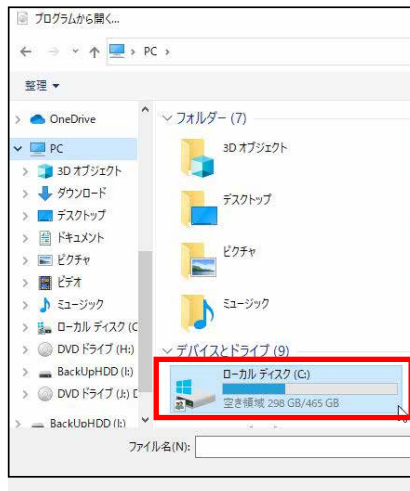 プログラムから開く...
PC
整理
OneDrive
PC
3D オブジェクト
ダウンロード
デスクトップ
ドキュメント
ピクチャ
ビデオ
ミュージック
ローカル ディスク (C
DVD ドライブ (H:)
BackUpHDD (I:)
DVD ドライブ (J:) D
BackUpHDD (I:)
フォルダー (7)
3D オブジェクト
デスクトップ
ピクチャ
ミュージック
デバイスとドライブ (9)
ローカル ディスク (C:)
空き領域 298 GB/465 GB
ファイル名(N):